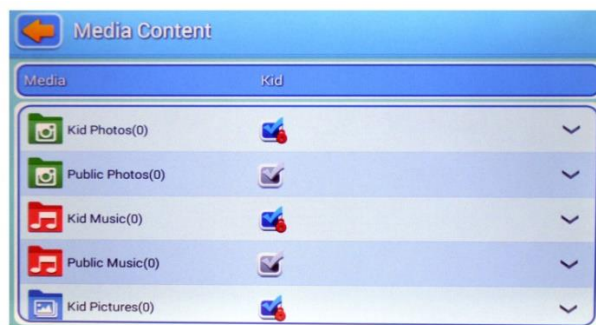 Media Content
Media Kid
Kid Photos(0)
Public Photos(0)
Kid Music(0)
Public Music(0)
Kid Pictures(0)